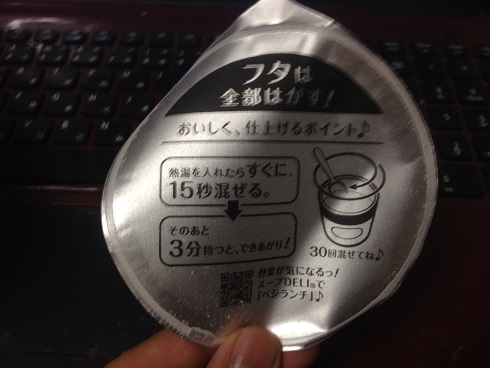 フタは
全部はがす!
おいしく、仕上げるポイント♪
熱湯を入れたらすぐに、
15秒混ぜる。
そのあと
3分待つと、できあがり!
30回混ぜてね♪
野菜が気になるっ!
スープDELI®で
「ベジランチ」♪